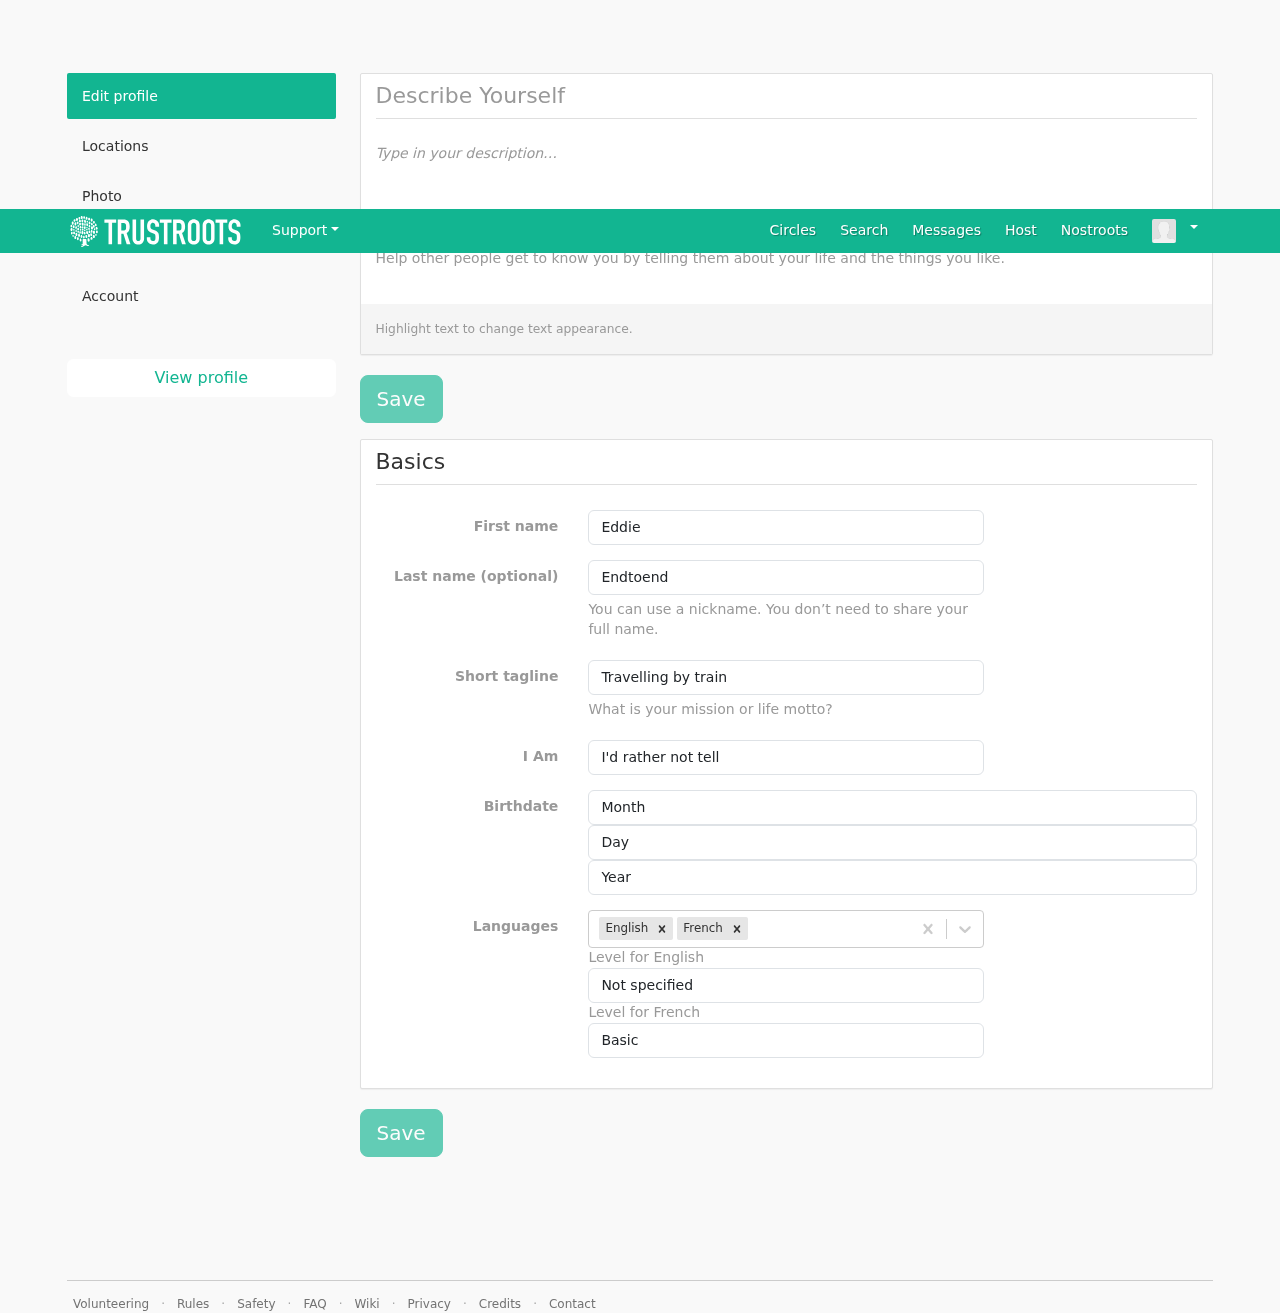 Edit profile
Locations
Photo
Describe Yourself
Type in your description...
TRUSTROOTS
Support
Circles
Search
Messages
Host
Nostroots
Help other people get to know you by telling them about your life and the things you like.
Account
Highlight text to change text appearance.
View profile
Save
Basics
First name
Eddie
Last name (optional)
Endtoend
You can use a nickname. You don’t need to share your
full name.
Short tagline
Travelling by train
What is your mission or life motto?
I Am
I'd rather not tell
Birthdate
Month
Day
Year
Languages
English
French
Level for English
Not specified
Level for French
Basic
Save
Volunteering · Rules · Safety · FAQ · Wiki · Privacy · Credits · Contact